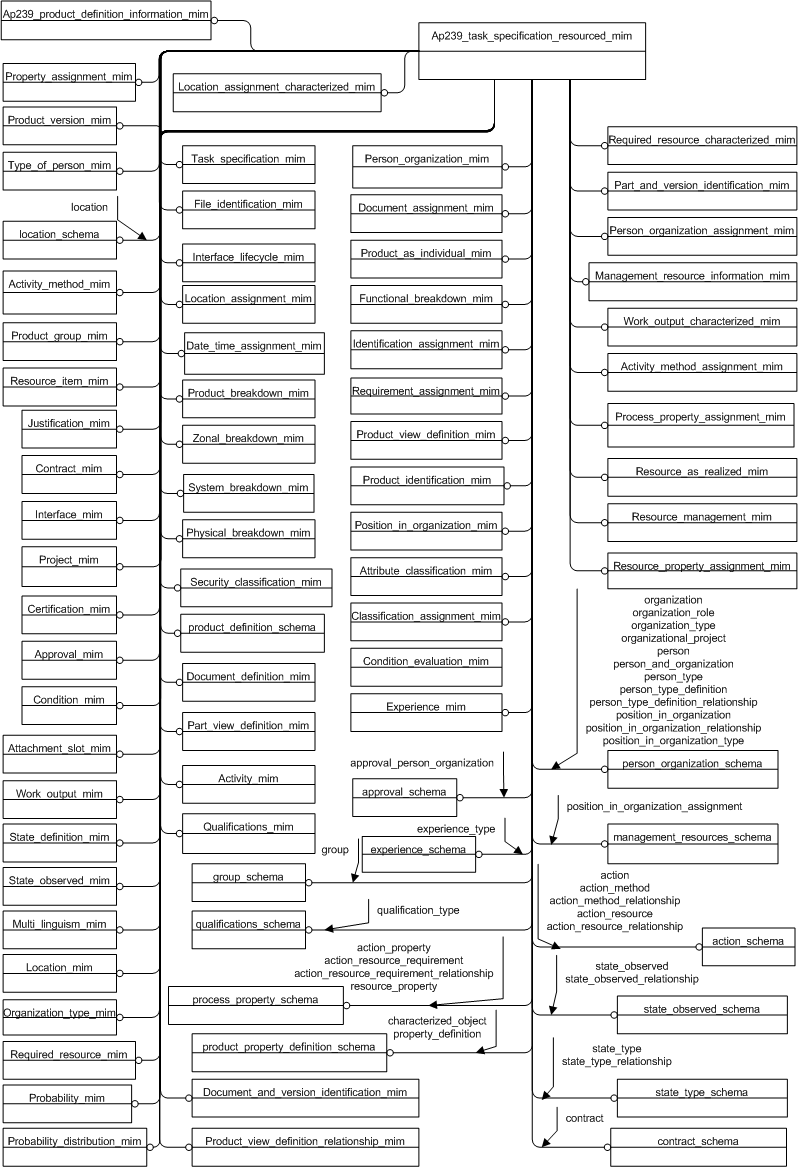 Ap239_product_definition_information_mim
Ap239_task_specification_resourced_mim
Property_assignment_mim
Location_assignment_characterized_mim
Product_version_mim
Type_of_person_mim
location
location_schema
Activity_method_mim
Product_group_mim
Resource_item_mim
Justification_mim
Contract_mim
Interface_mim
Project_mim
Certification_mim
Approval_mim
Condition_mim
Attachment_slot_mim
Work_output_mim
State_definition_mim
State_observed_mim
Multi_linguism_mim
Location_mim
Organization_type_mim
Required_resource_mim
Probability_mim
Probability_distribution_mim
Task_specification_mim
File_identification_mim
Interface_lifecycle_mim
Location_assignment_mim
Date_time_assignment_mim
Product_breakdown_mim
Zonal_breakdown_mim
System_breakdown_mim
Physical_breakdown_mim
Security_classification_mim
product_definition_schema
Document_definition_mim
Part_view_definition_mim
Activity_mim
Qualifications_mim
group
group_schema
qualification_type
qualifications_schema
action_property
action_resource_requirement
action_resource_requirement_relationship
resource_property
process_property_schema
characterized_object
property_definition
product_property_definition_schema
Document_and_version_identification_mim
Product_view_definition_relationship_mim
Person_organization_mim
Document_assignment_mim
Product_as_individual_mim
Functional_breakdown_mim
Identification_assignment_mim
Requirement_assignment_mim
Product_view_definition_mim
Product_identification_mim
Position_in_organization_mim
Attribute_classification_mim
Classification_assignment_mim
Condition_evaluation_mim
Experience_mim
approval_person_organization
approval_schema
experience_type
experience_schema
Required_resource_characterized_mim
Part_and_version_identification_mim
Person_organization_assignment_mim
Management_resource_information_mim
Work_output_characterized_mim
Activity_method_assignment_mim
Process_property_assignment_mim
Resource_as_realized_mim
Resource_management_mim
Resource_property_assignment_mim
organization
organization_role
organization_type
organizational_project
person
person_and_organization
person_type
person_type_definition
person_type_definition_relationship
position_in_organization
position_in_organization_relationship
position_in_organization_type
person_organization_schema
position_in_organization_assignment
management_resources_schema
action
action_method
action_method_relationship
action_resource
action_resource_relationship
action_schema
state_observed
state_observed_relationship
state_observed_schema
state_type
state_type_relationship
state_type_schema
contract
contract_schema